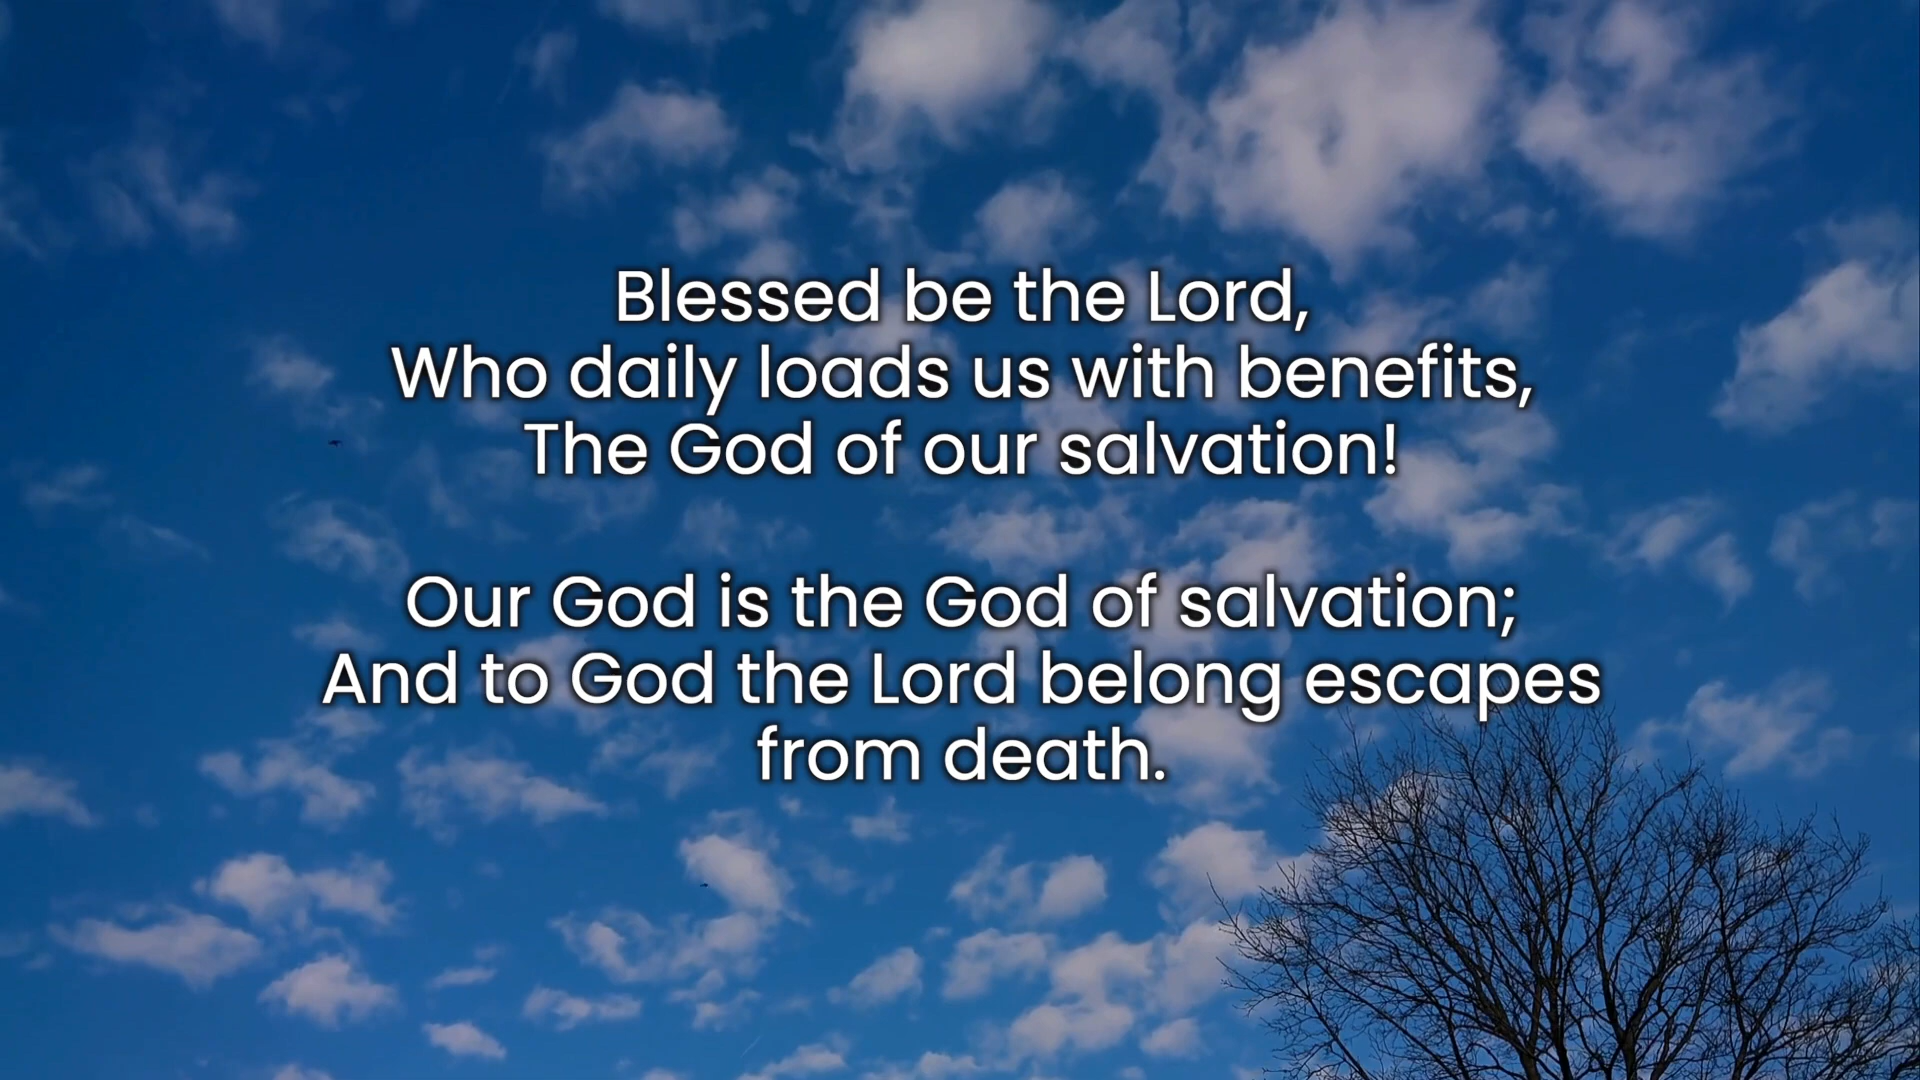 Blessed be the Lord,
Who daily loads us with benefits,
The God of our salvation!
Our God is the God of salvation;
And to God the Lord belong escapes
from death.